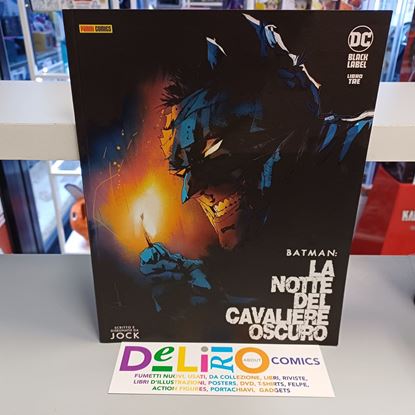 PANINI COMICS
DC
BLACK
LABEL
LIBRO
TRE
BATMAN:
LA
NOTTE
DEL
CAVALIERE
OSCURO
SCRITTO E
DISEGNATO DA
JOCK
DELIRIO
ABOUT
COMICS
FUMETTI NUOVI, USATI, DA COLLEZIONE, LIBRI, RIVISTE,
LIBRI D'ILLUSTRAZIONI, POSTERS, DVD, T-SHIRTS, FELPE,
ACTION FIGURES, PORTACHIAVI, GADGETS